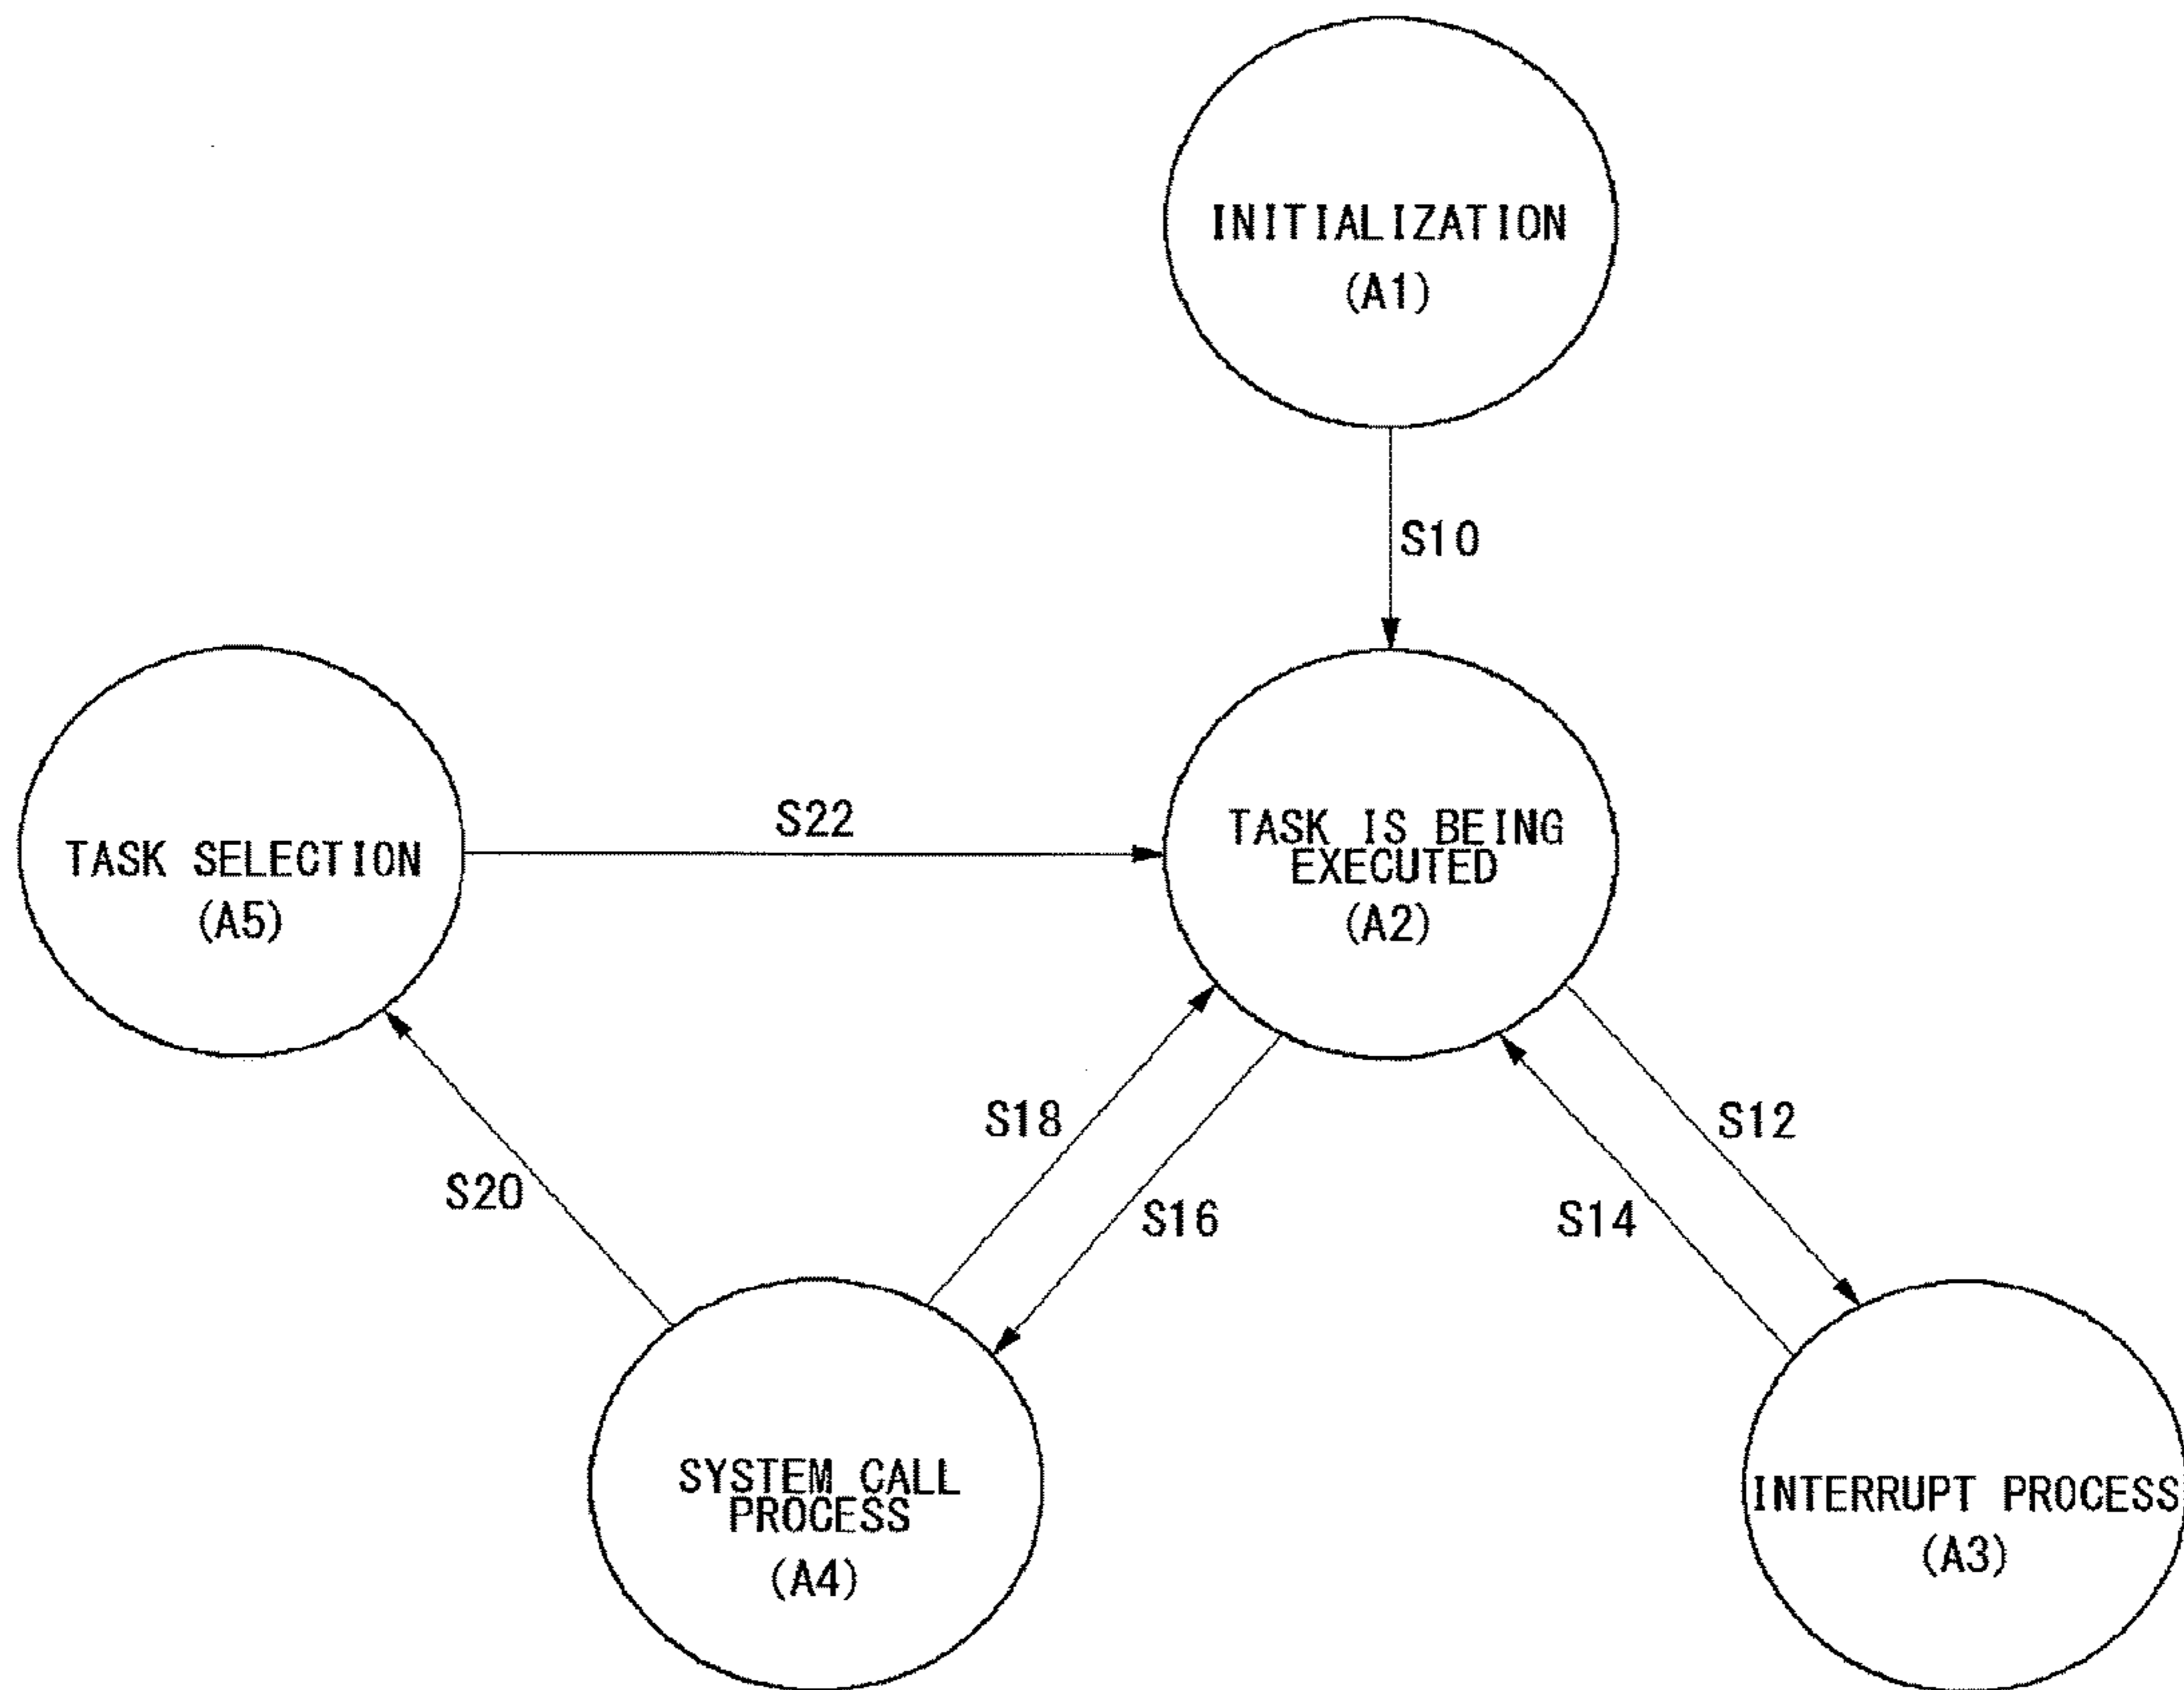 INITIALIZATION
(A1)
S10
TASK SELECTION
(A5)
S22
TASK IS BEING
EXECUTED
(A2)
S18
S16
S20
S12
S14
SYSTEM CALL
PROCESS
(A4)
INTERRUPT PROCESS
(A3)